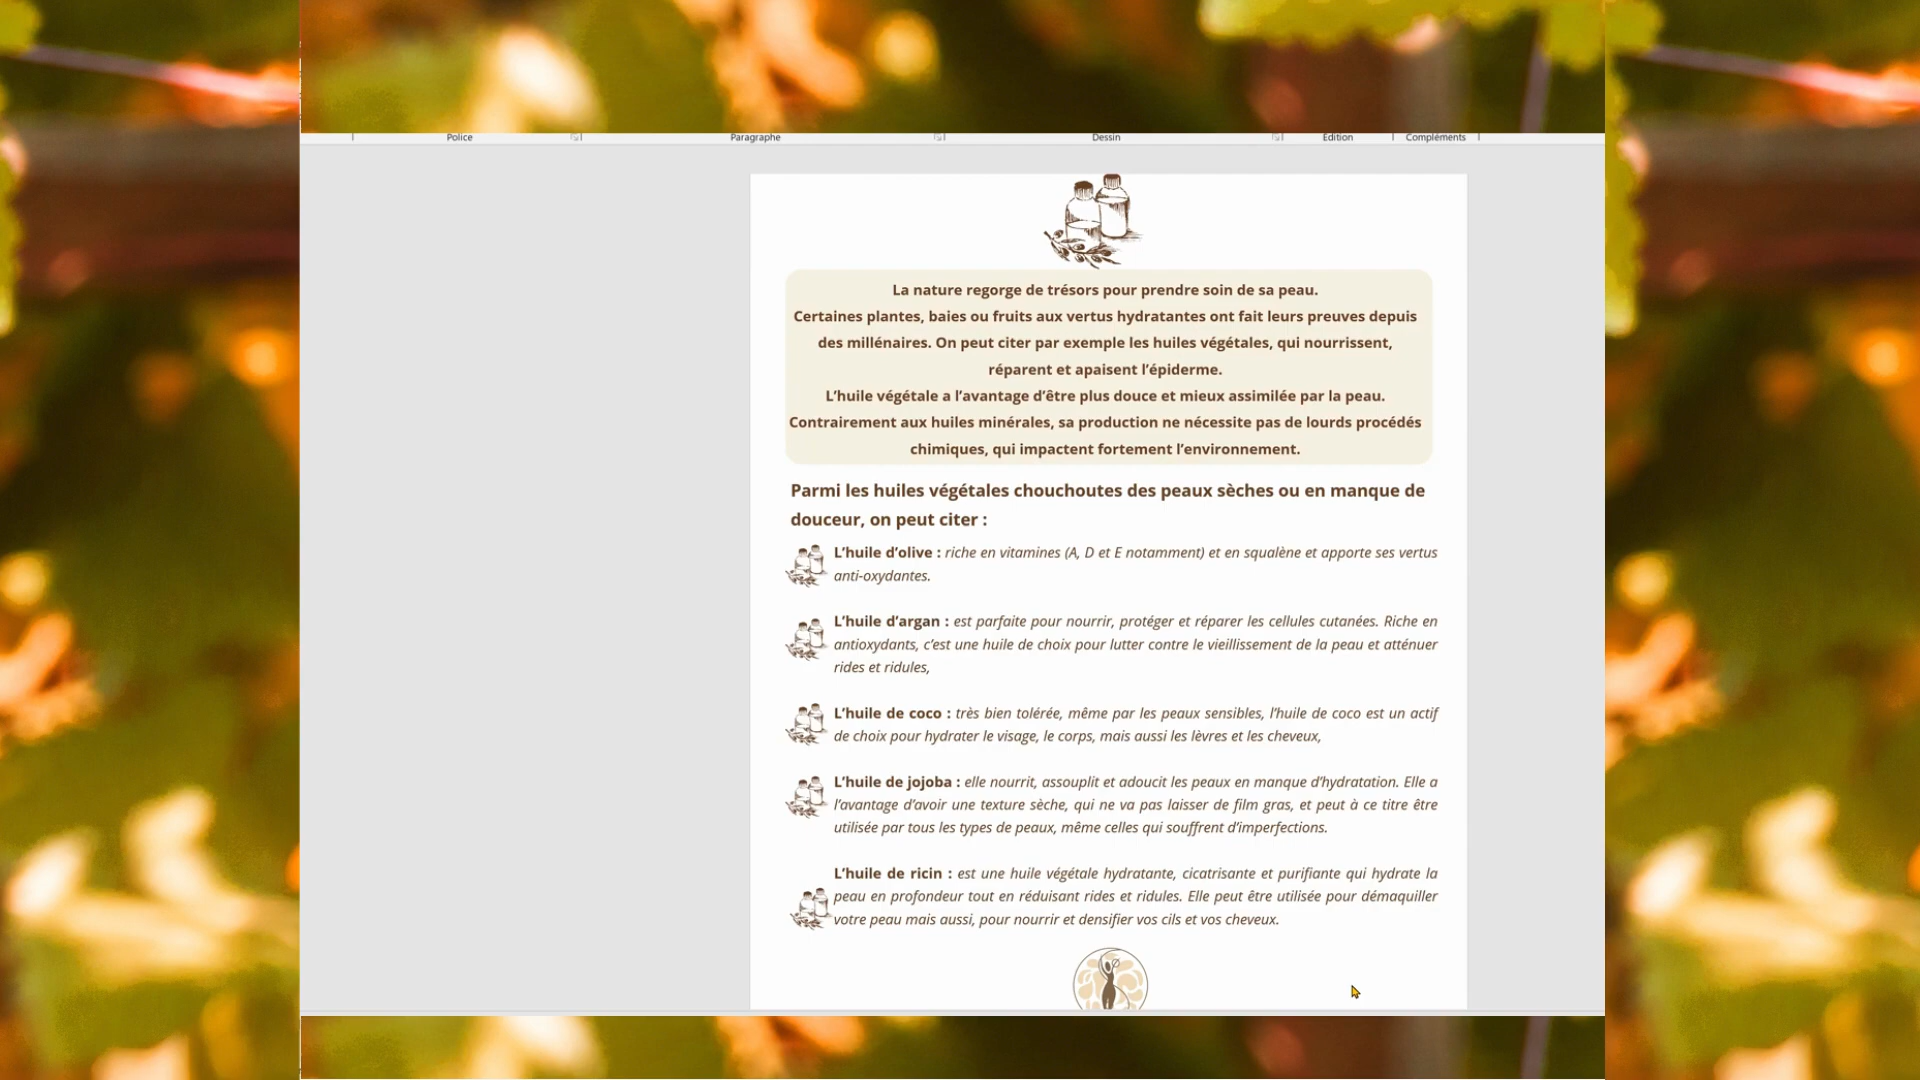 Police Paragraphe Dessin Edition Compléments
La nature regorge de trésors pour prendre soin de sa peau.
Certaines plantes, baies ou fruits aux vertus hydratantes ont fait leurs preuves depuis
des millénaires. On peut citer par exemple les huiles végétales, qui nourrissent,
réparent et apaisent l’épiderme.
L’huile végétale a l’avantage d’être plus douce et mieux assimilée par la peau.
Contrairement aux huiles minérales, sa production ne nécessite pas de lourds procédés
chimiques, qui impactent fortement l’environnement.
Parmi les huiles végétales chouchoutes des peaux sèches ou en manque de
douceur, on peut citer :
L’huile d’olive : riche en vitamines (A, D et E notamment) et en squalène et apporte ses vertus
anti-oxydantes.
L’huile d’argan : est parfaite pour nourrir, protéger et réparer les cellules cutanées. Riche en
antioxydants, c’est une huile de choix pour lutter contre le vieillissement de la peau et atténuer
rides et ridules,
L’huile de coco : très bien tolérée, même par les peaux sensibles, l’huile de coco est un actif
de choix pour hydrater le visage, le corps, mais aussi les lèvres et les cheveux,
L’huile de jojoba : elle nourrit, assouplit et adoucit les peaux en manque d’hydratation. Elle a
l’avantage d’avoir une texture sèche, qui ne va pas laisser de film gras, et peut à ce titre être
utilisée par tous les types de peaux, même celles qui souffrent d’imperfections.
L’huile de ricin : est une huile végétale hydratante, cicatrisante et purifiante qui hydrate la
peau en profondeur tout en réduisant rides et ridules. Elle peut être utilisée pour démaquiller
votre peau mais aussi, pour nourrir et densifier vos cils et vos cheveux.